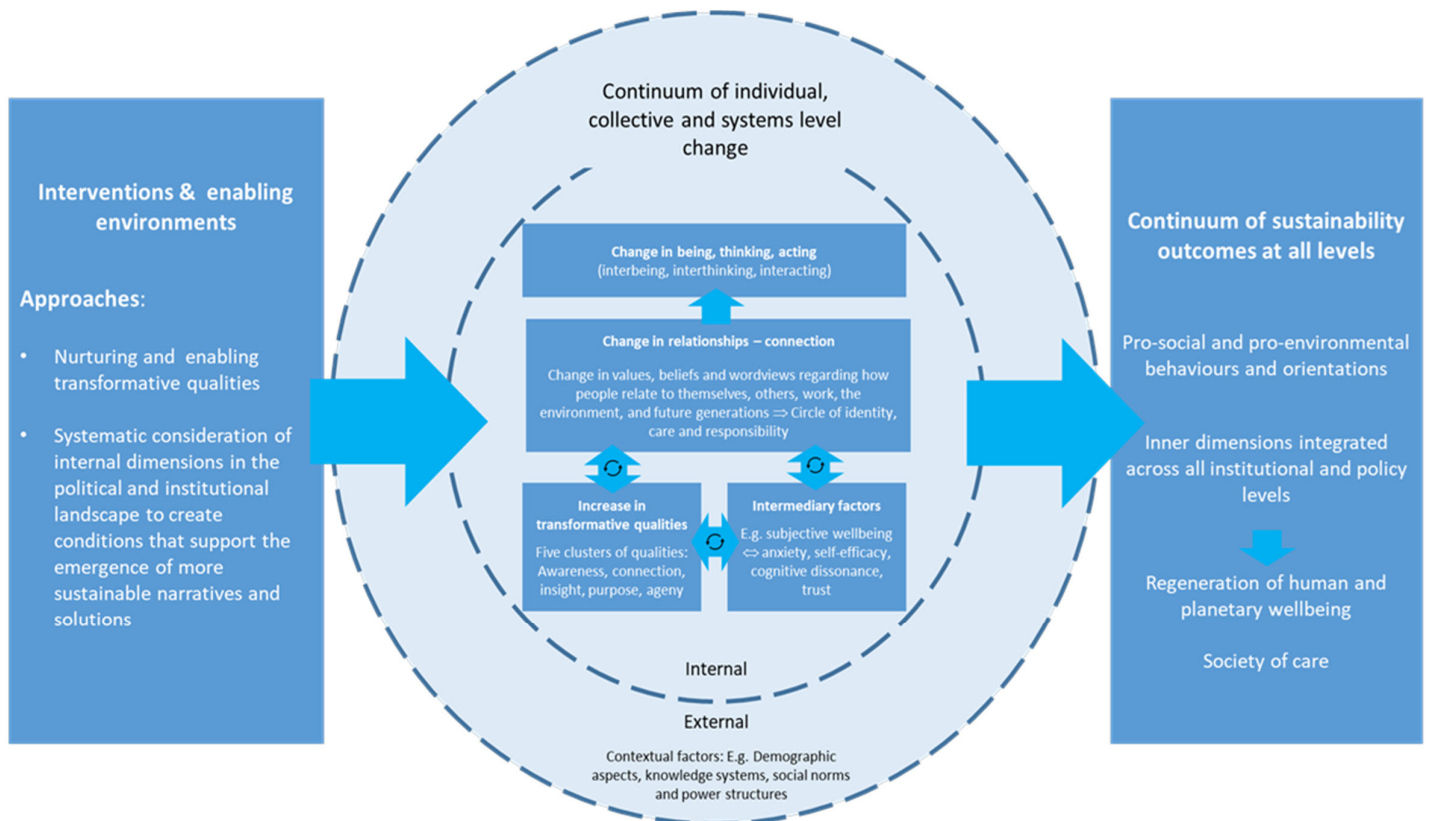 Interventions & enabling
environments
Approaches:
• Nurturing and enabling
transformative qualities
• Systematic consideration of
internal dimensions in the
political and institutional
landscape to create
conditions that support the
emergence of more
sustainable narratives and
solutions
Continuum of individual,
collective and systems level
change
Change in being, thinking, acting
(interbeing, interthinking, interacting)
Change in relationships – connection
Change in values, beliefs and wordviews regarding how
people relate to themselves, others, work, the
environment, and future generations ⇒ Circle of identity,
care and responsibility
Increase in
transformative qualities
Five clusters of qualities:
Awareness, connection,
insight, purpose, ageny
Intermediary factors
E.g. subjective wellbeing
⇔ anxiety, self-efficacy,
cognitive dissonance,
trust
Internal
External
Contextual factors: E.g. Demographic
aspects, knowledge systems, social norms
and power structures
Continuum of sustainability
outcomes at all levels
Pro-social and pro-environmental
behaviours and orientations
Inner dimensions integrated
across all institutional and policy
levels
Regeneration of human and
planetary wellbeing
Society of care